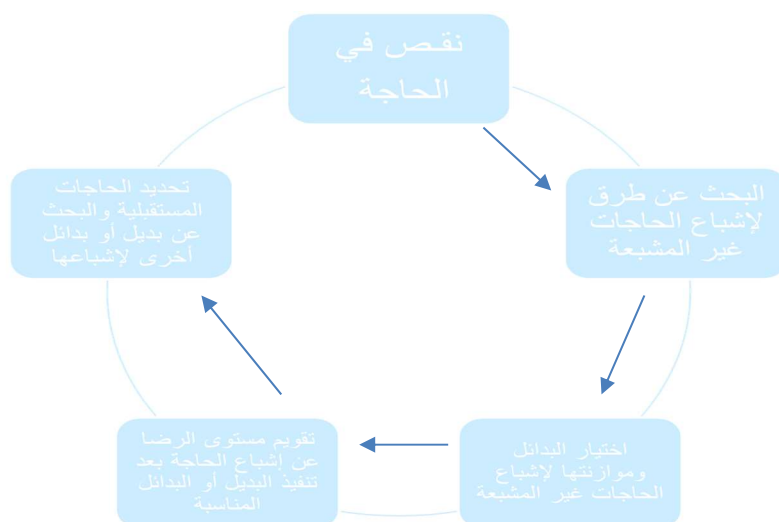 نقص في
الحاجة
البحث عن طرق
لإشباع الحاجات
غير المشبعة
اختيار البدائل
وموازنتها لإشباع
الحاجات غير المشبعة
تقويم مستوى الرضا
عن إشباع الحاجة بعد
تنفيذ البديل أو البدائل
المناسبة
تحديد الحاجات
المستقبلية والبحث
عن بديل أو بدائل
أخرى لإشباعها